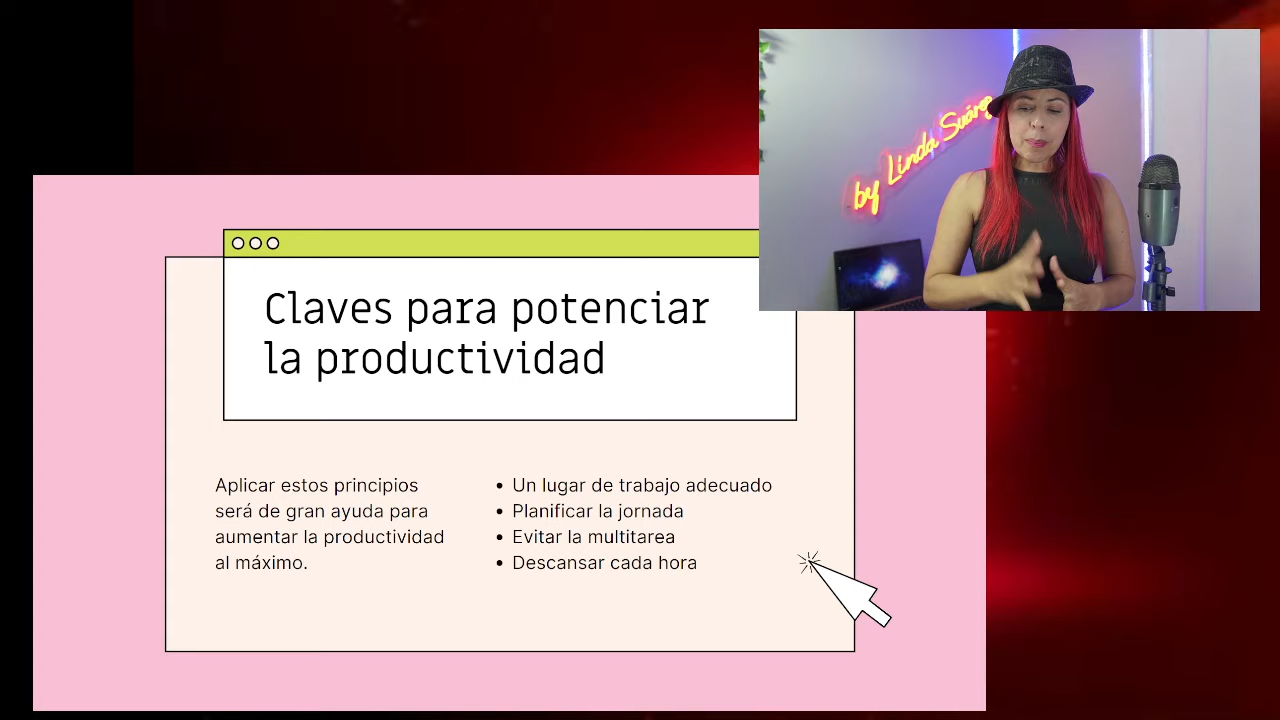 by Linda Suárez
Claves para potenciar
la productividad
Aplicar estos principios
será de gran ayuda para
aumentar la productividad
al máximo.
• Un lugar de trabajo adecuado
• Planificar la jornada
• Evitar la multitarea
• Descansar cada hora